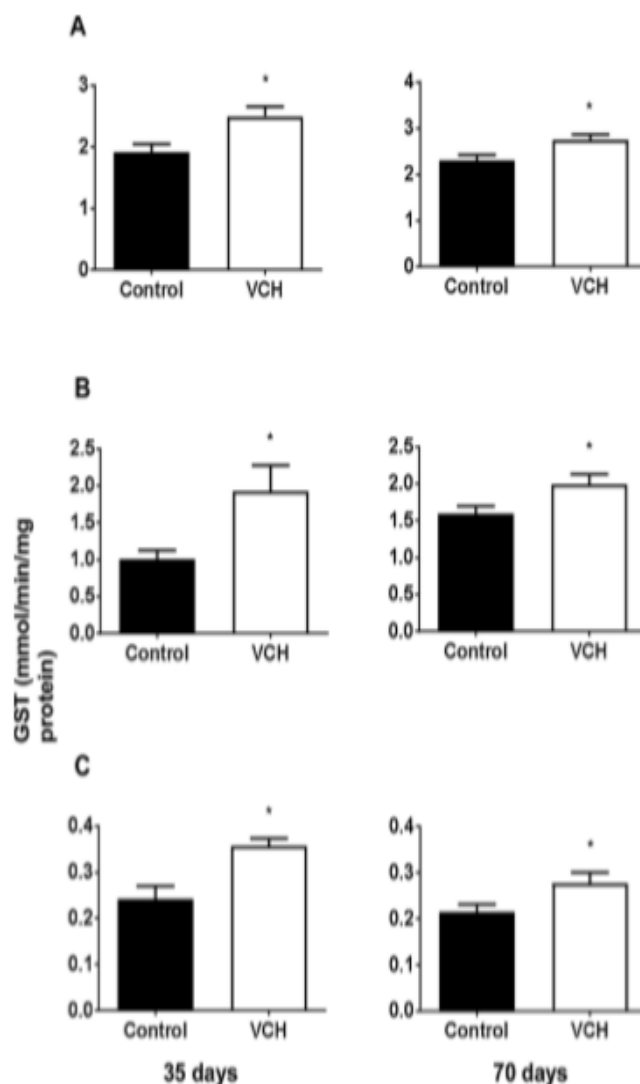 A
*
*
3
2
1
0
Control VCH
4
3
2
1
0
Control VCH
B
*
*
2.5
2.0
1.5
1.0
0.5
0.0
Control VCH
2.5
2.0
1.5
1.0
0.5
0.0
Control VCH
GST (mmol/min/mg
protein)
C
*
*
0.4
0.3
0.2
0.1
0.0
Control VCH
0.4
0.3
0.2
0.1
0.0
Control VCH
35 days
70 days